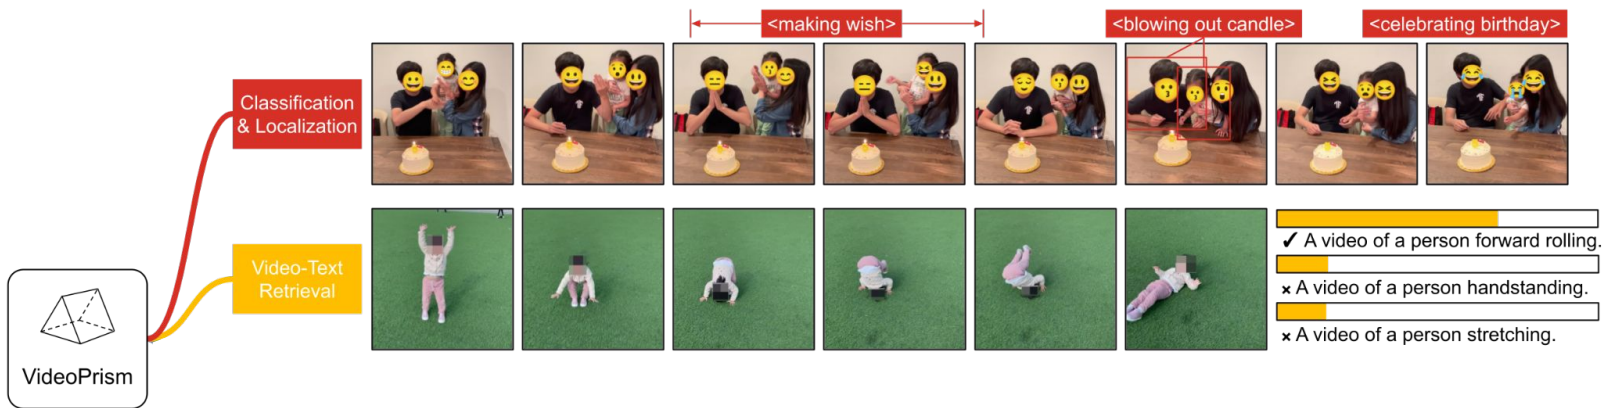 <making wish>
<blowing out candle>
<celebrating birthday>
Classification
& Localization
Video-Text
Retrieval
✓ A video of a person forward rolling.
× A video of a person handstanding.
× A video of a person stretching.
VideoPrism